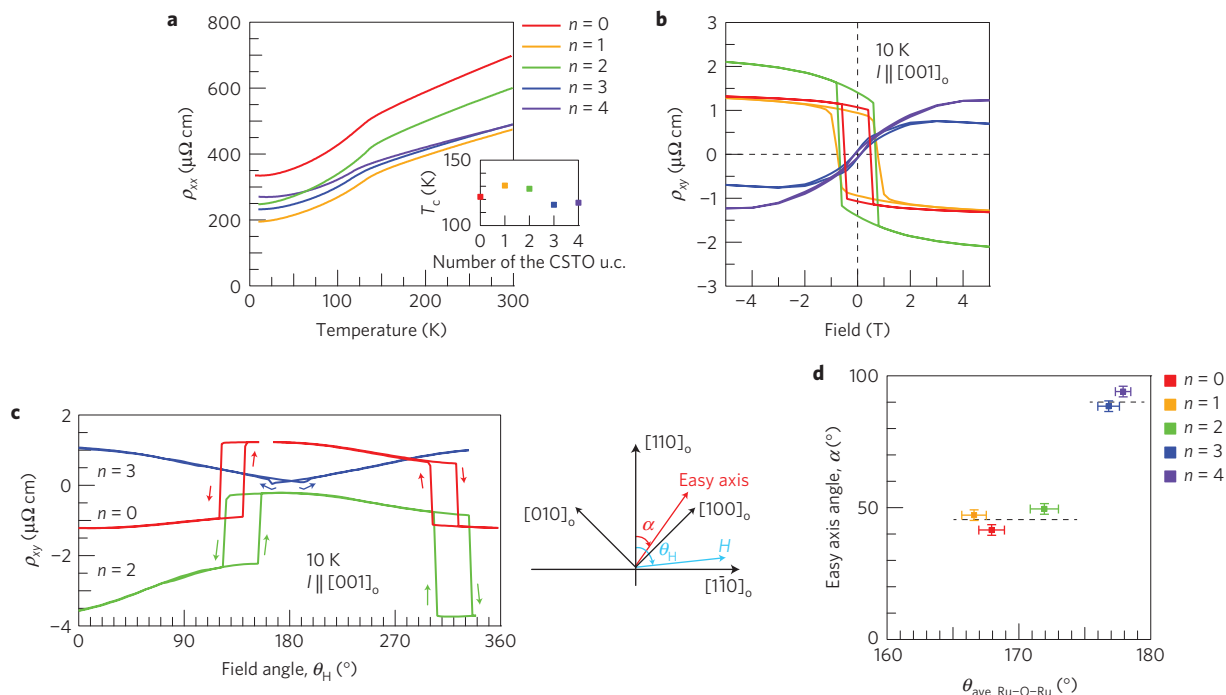 a
800
600
400
200
0
ρxx (μΩ cm)
0
100
200
300
Temperature (K)
n = 0
n = 1
n = 2
n = 3
n = 4
150
100
Tc (K)
0 1 2 3 4
Number of the CSTO u.c.
b
3
2
1
0
−1
−2
−3
ρxy (μΩ cm)
10 K
I || [001]o
−4 −2 0 2 4
Field (T)
c
2
0
−2
−4
ρxy (μΩ cm)
n = 3
n = 0
n = 2
10 K
I || [001]o
0 90 180 270 360
Field angle, θH (°)
[110]o
Easy axis
[010]o
[100]o
α
θH
H
[11̄0]o
d
100
50
0
Easy axis angle, α(°)
160 170 180
θave. Ru–O–Ru (°)
n = 0
n = 1
n = 2
n = 3
n = 4